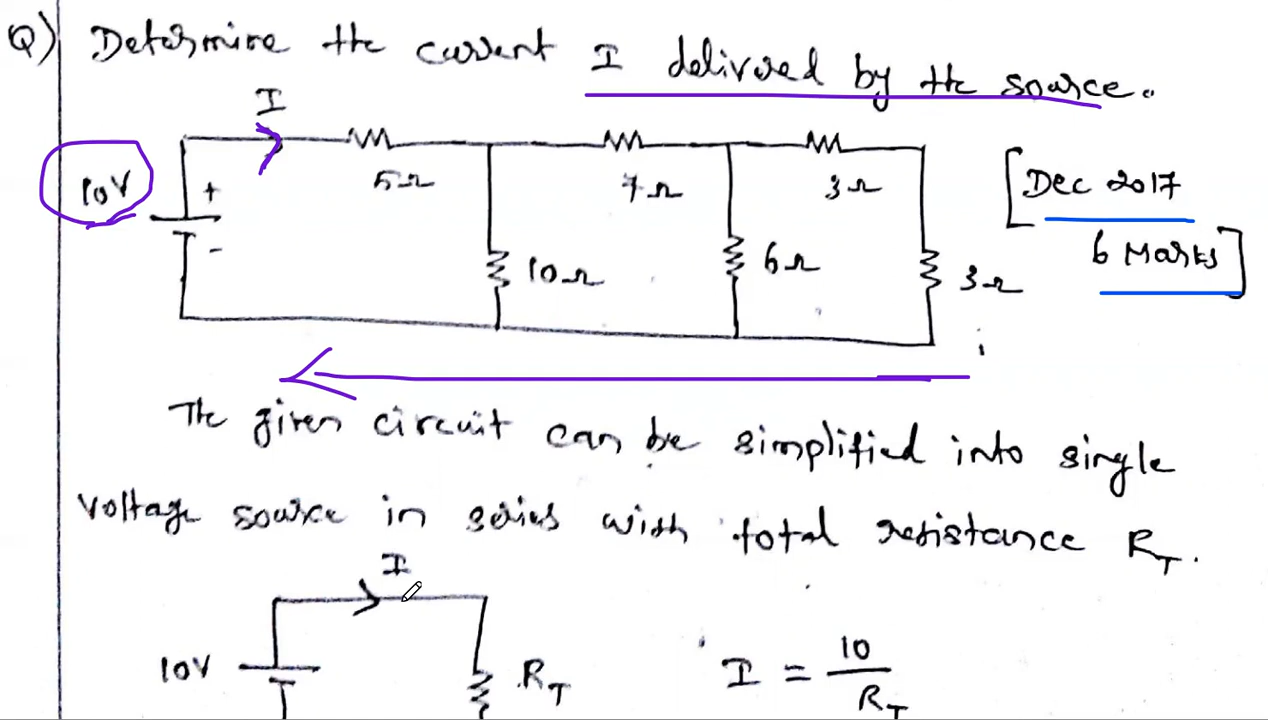 Q) Determine the current I delivered by the source.
I
10V
+
-
5Ω
7Ω
3Ω
10Ω
6Ω
3Ω
[Dec 2017
6 Marks]
The given circuit can be simplified into single
voltage source in series with total resistance R_T.
I
10V
R_T
I = 10 / R_T